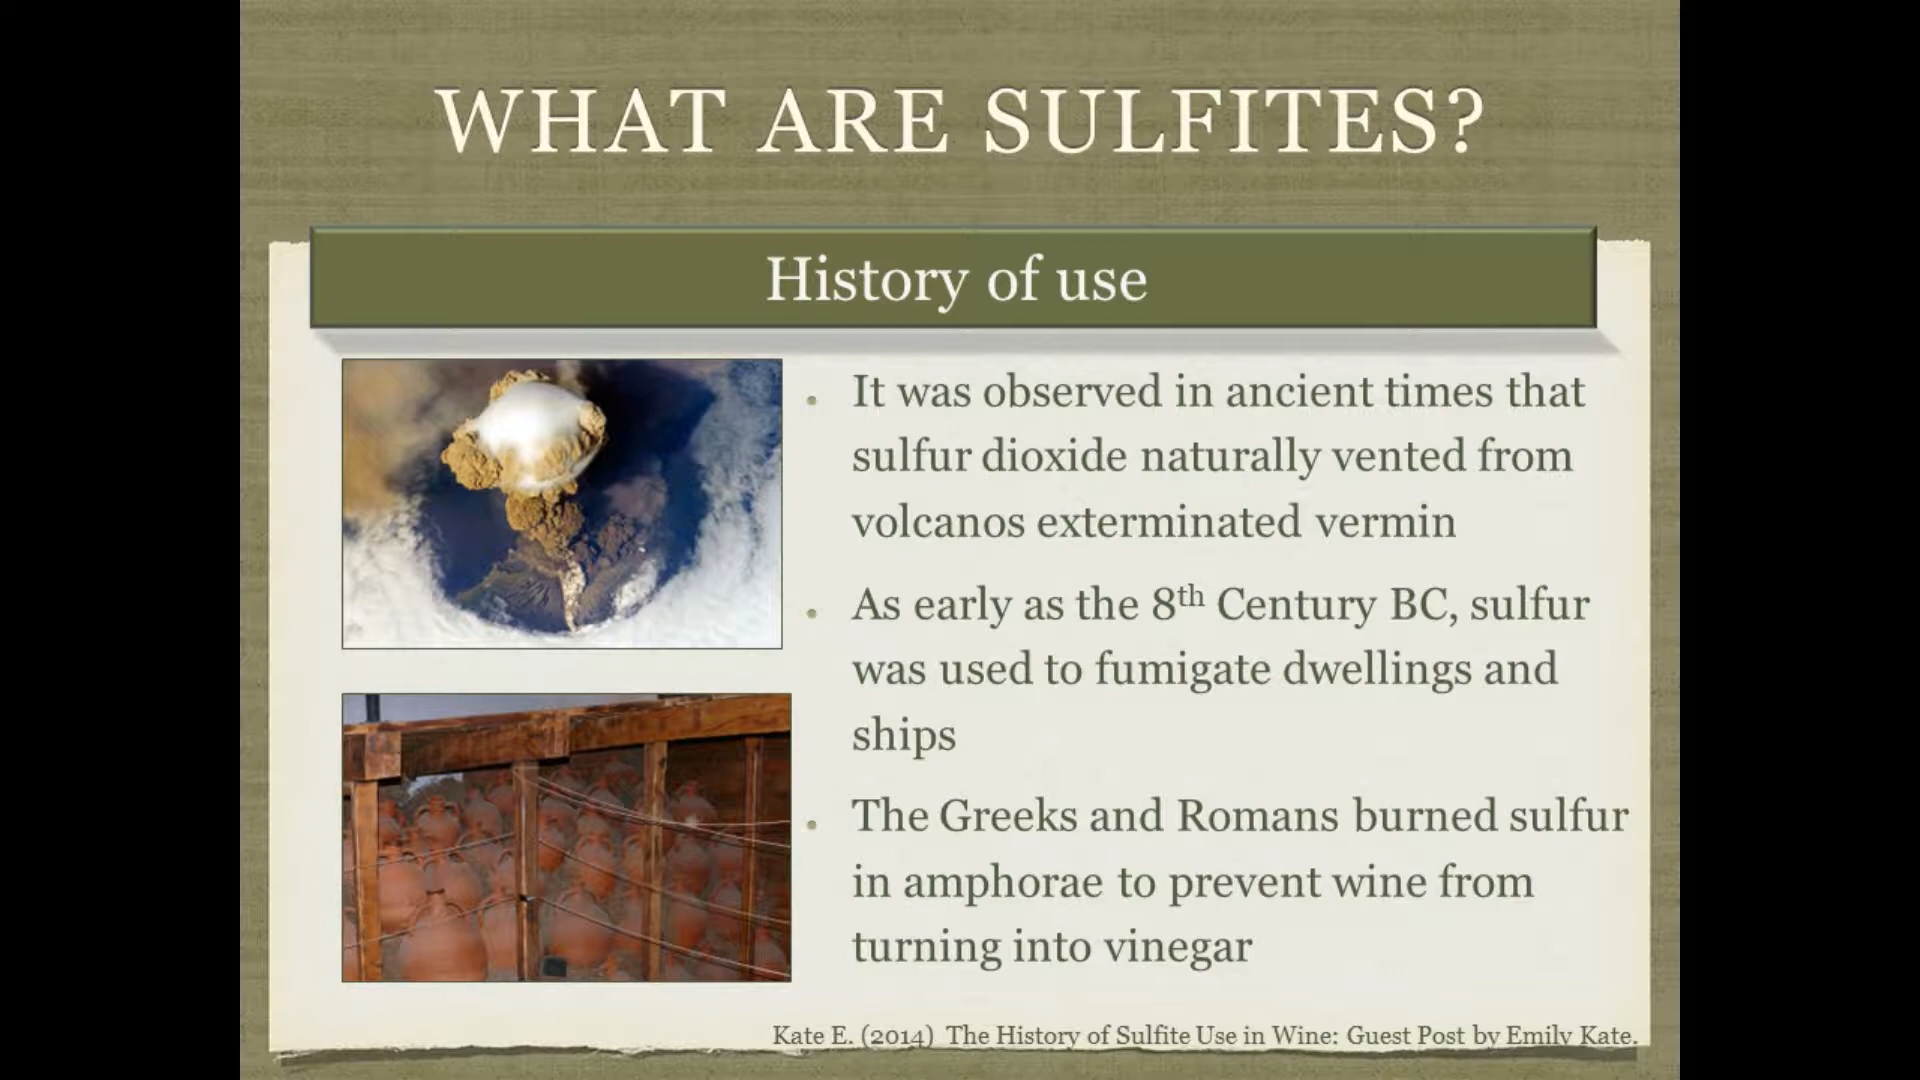 WHAT ARE SULFITES?
History of use
It was observed in ancient times that
sulfur dioxide naturally vented from
volcanos exterminated vermin
As early as the 8th Century BC, sulfur
was used to fumigate dwellings and
ships
The Greeks and Romans burned sulfur
in amphorae to prevent wine from
turning into vinegar
Kate E. (2014) The History of Sulfite Use in Wine: Guest Post by Emily Kate.